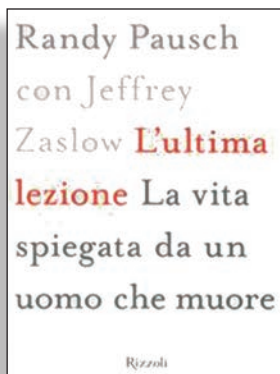 Randy Pausch
con Jeffrey
Zaslow L'ultima
lezione La vita
spiegata da un
uomo che muore
Rizzoli